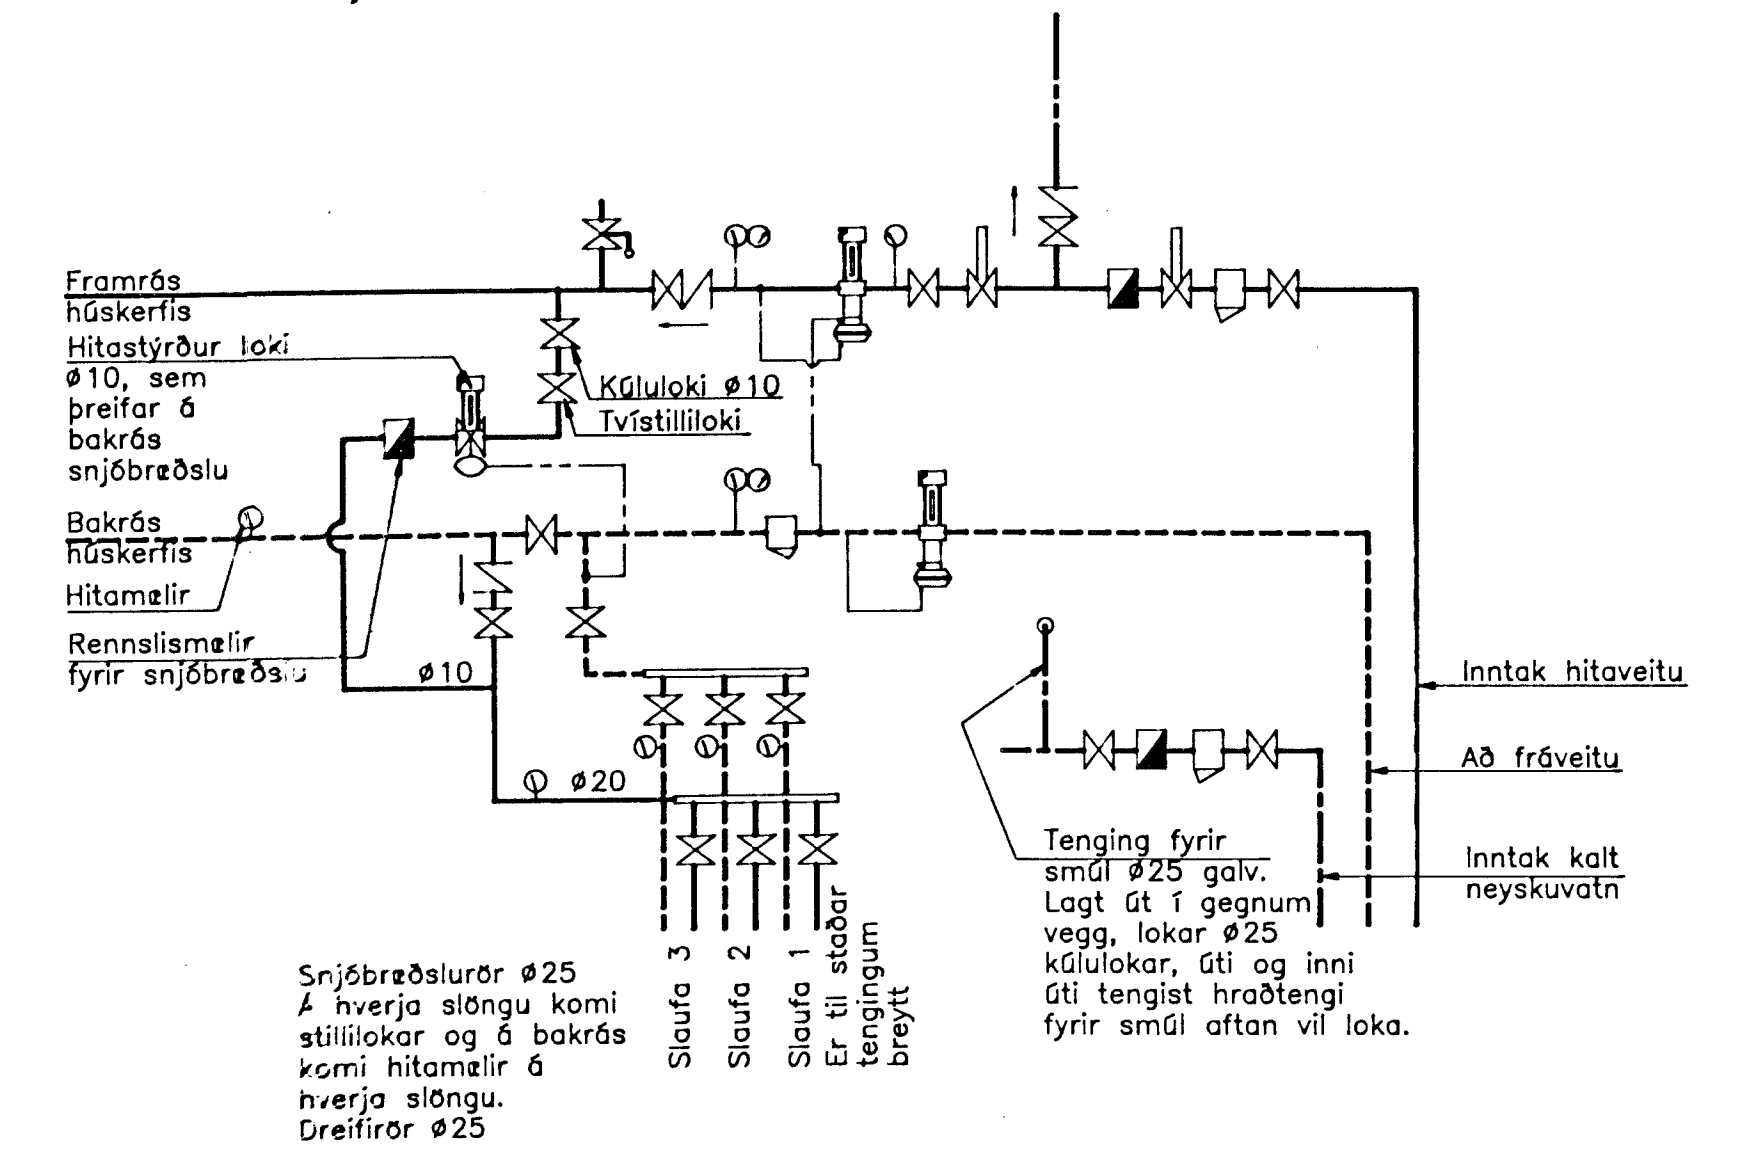 Framrás
húskerfis
Hitastýrður loki
ø10, sem
þreifar á
bakrás
snjóbræðslu
Kúluloki ø10
Tvístilliloki
Bakrás
húskerfis
Hitamælir
Rennslismælir
fyrir snjóbræðslu
ø10
ø20
Inntak hitaveitu
Að fráveitu
Inntak kalt
neyskuvatn
Tenging fyrir
smúl ø25 galv.
Lagt út í gegnum
vegg, lokar ø25
kúlulokar, úti og inni
úti tengist hraðtengi
fyrir smúl aftan vil loka.
Slaufa 3
Slaufa 2
Slaufa 1
Er til staðar
tengingum
breytt
Snjóbræðslurör ø25
Á hverja slöngu komi
stillilokar og á bakrás
komi hitamælir á
hverja slöngu.
Dreifirör ø25